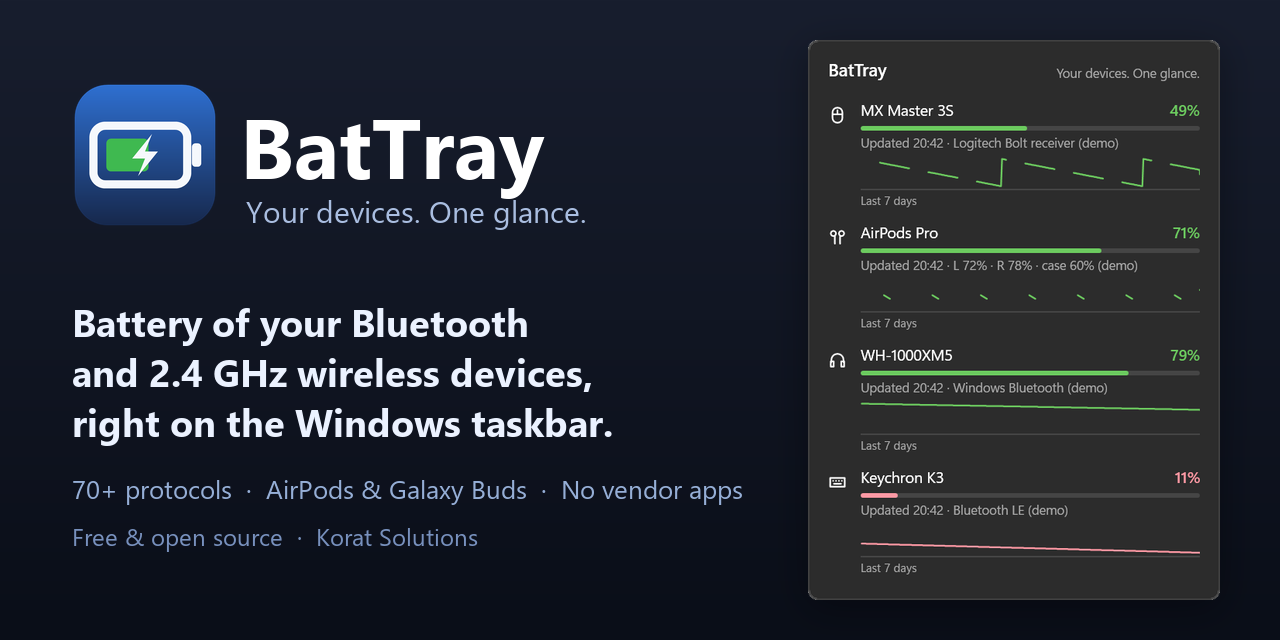 BatTray
Your devices. One glance.
Battery of your Bluetooth
and 2.4 GHz wireless devices,
right on the Windows taskbar.
70+ protocols · AirPods & Galaxy Buds · No vendor apps
Free & open source · Korat Solutions
BatTray Your devices. One glance.
MX Master 3S 49%
Updated 20:42 · Logitech Bolt receiver (demo)
Last 7 days
AirPods Pro 71%
Updated 20:42 · L 72% · R 78% · case 60% (demo)
Last 7 days
WH-1000XM5 79%
Updated 20:42 · Windows Bluetooth (demo)
Last 7 days
Keychron K3 11%
Updated 20:42 · Bluetooth LE (demo)
Last 7 days